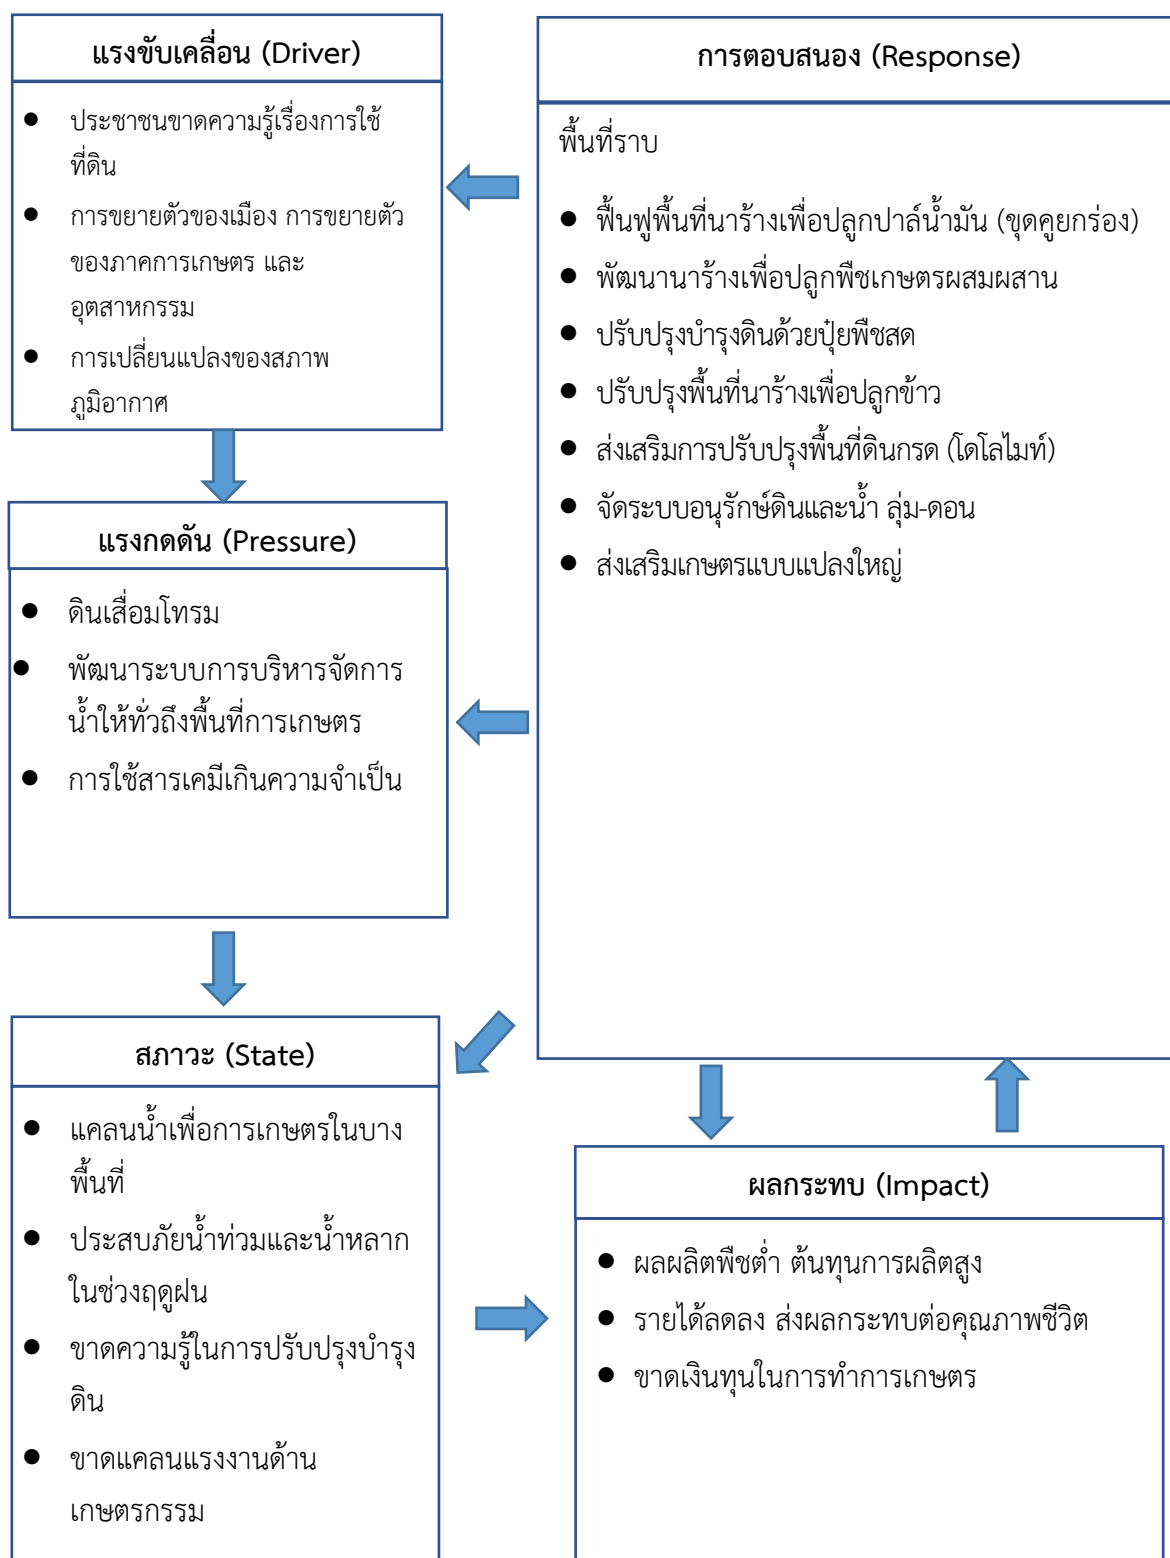 แรงขับเคลื่อน (Driver)
● ประชาชนขาดความรู้เรื่องการใช้
ที่ดิน
● การขยายตัวของเมือง การขยายตัว
ของภาคการเกษตร และ
อุตสาหกรรม
● การเปลี่ยนแปลงของสภาพ
ภูมิอากาศ
แรงกดดัน (Pressure)
● ดินเสื่อมโทรม
● พัฒนาระบบการบริหารจัดการ
น้ำให้ทั่วถึงพื้นที่การเกษตร
● การใช้สารเคมีเกินความจำเป็น
สภาวะ (State)
● แคลนน้ำเพื่อการเกษตรในบาง
พื้นที่
● ประสบภัยน้ำท่วมและน้ำหลาก
ในช่วงฤดูฝน
● ขาดความรู้ในการปรับปรุงบำรุง
ดิน
● ขาดแคลนแรงงานด้าน
เกษตรกรรม
การตอบสนอง (Response)
พื้นที่ราบ
● ฟื้นฟูพื้นที่นาร้างเพื่อปลูกปาล์น้ำมัน (ขุดคูยกร่อง)
● พัฒนานาร้างเพื่อปลูกพืชเกษตรผสมผสาน
● ปรับปรุงบำรุงดินด้วยปุ๋ยพืชสด
● ปรับปรุงพื้นที่นาร้างเพื่อปลูกข้าว
● ส่งเสริมการปรับปรุงพื้นที่ดินกรด (โดโลไมท์)
● จัดระบบอนุรักษ์ดินและน้ำ ลุ่ม-ดอน
● ส่งเสริมเกษตรแบบแปลงใหญ่
ผลกระทบ (Impact)
● ผลผลิตพืชต่ำ ต้นทุนการผลิตสูง
● รายได้ลดลง ส่งผลกระทบต่อคุณภาพชีวิต
● ขาดเงินทุนในการทำการเกษตร